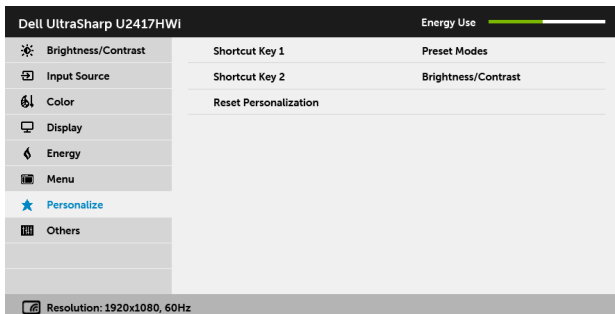 Dell UltraSharp U2417HWi Energy Use
Brightness/Contrast Shortcut Key 1 Preset Modes
Input Source Shortcut Key 2 Brightness/Contrast
Color Reset Personalization
Display
Energy
Menu
Personalize
Others
Resolution: 1920x1080, 60Hz